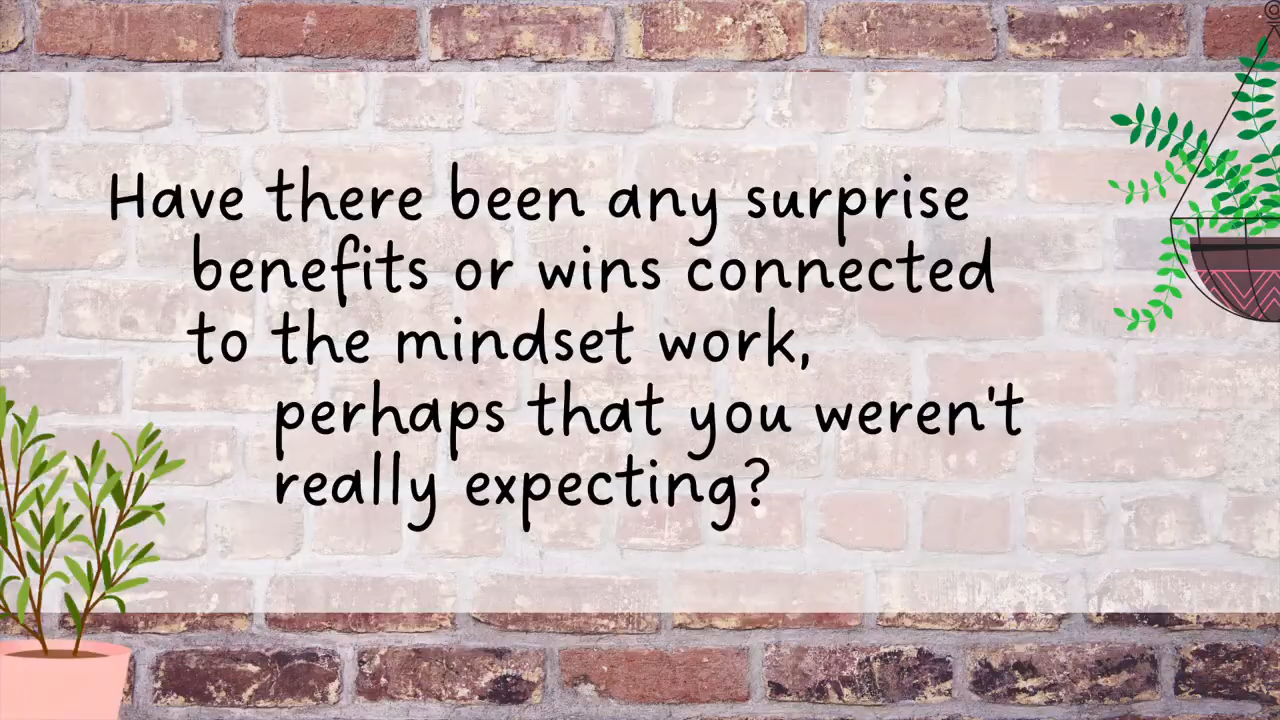 Have there been any surprise
benefits or wins connected
to the mindset work,
perhaps that you weren't
really expecting?